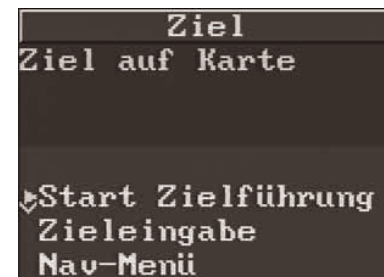 Ziel
Ziel auf Karte
Start Zielführung
Zieleingabe
Nav-Menü